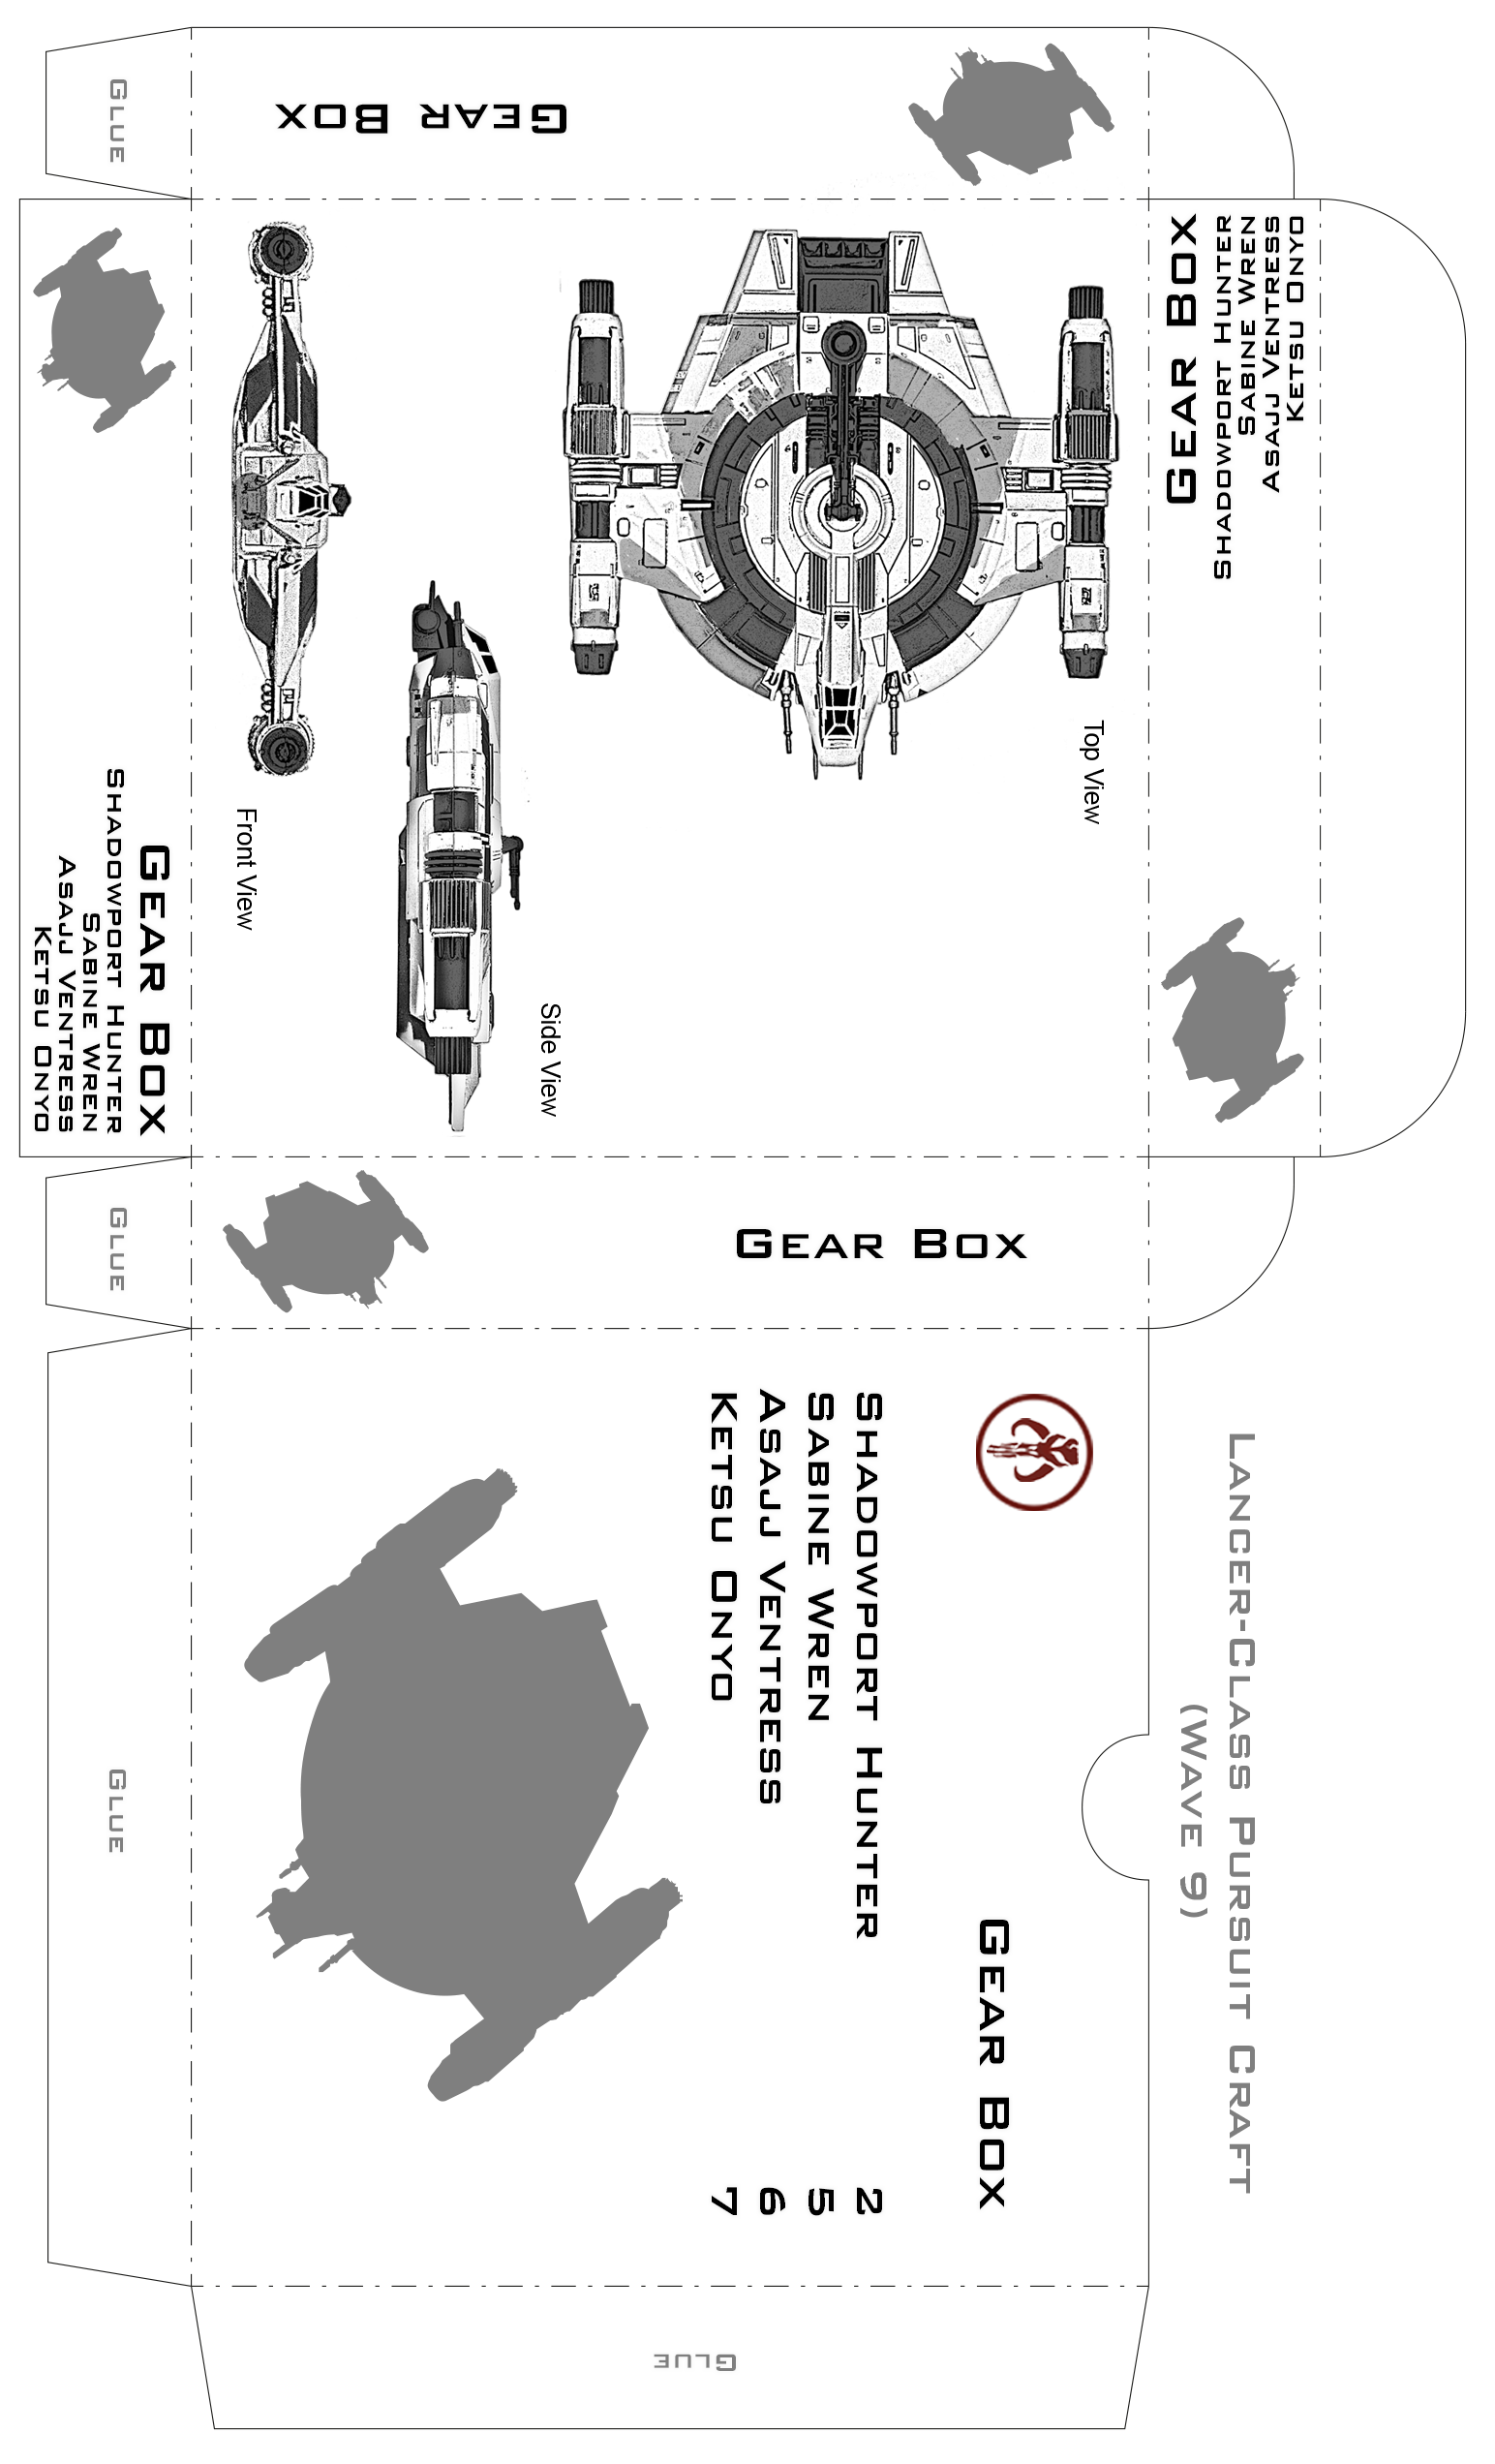 Glue
Gear Box
Gear Box
Shadowport Hunter
Sabine Wren
Asajj Ventress
Ketsu Onyo
Top View
Front View
Side View
Gear Box
Shadowport Hunter
Sabine Wren
Asajj Ventress
Ketsu Onyo
Glue
Gear Box
Lancer-Class Pursuit Craft
(Wave 9)
Gear Box
Shadowport Hunter 2
Sabine Wren 5
Asajj Ventress 6
Ketsu Onyo 7
Glue
Glue